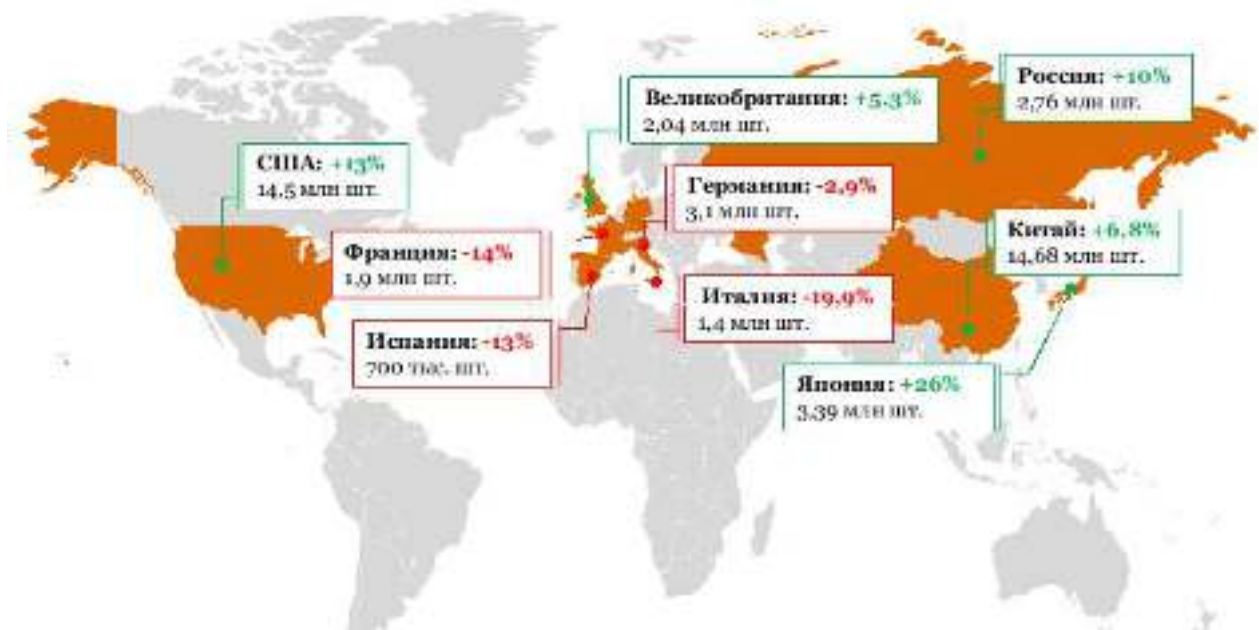 Россия: +10%
2,76 млн шт.
Великобритания: +5.3%
2,04 млн шт.
США: +13%
14,5 млн шт.
Германия: -2,9%
3,1 млн шт.
Китай: +6,8%
14,68 млн шт.
Франция: -14%
1,9 млн шт.
Италия: -19,9%
1,4 млн шт.
Испания: -13%
700 тыс. шт.
Япония: +26%
3,39 млн шт.